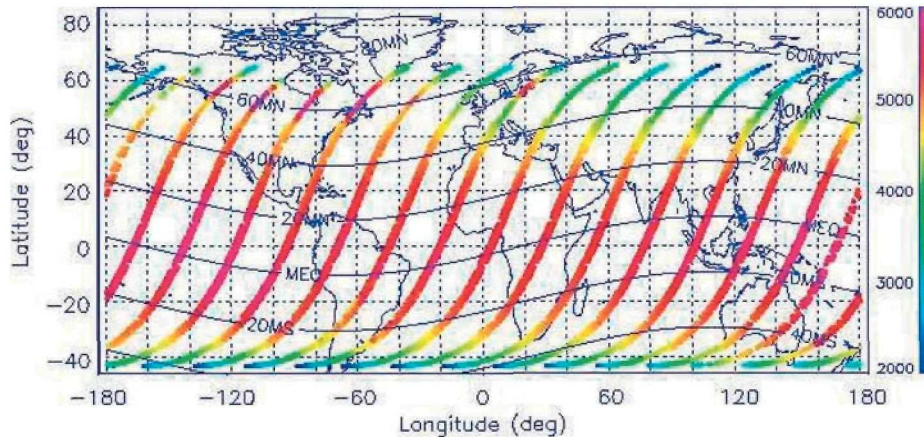 80
60
40
20
0
−20
−40
Latitude (deg)
−180
−120
−60
0
60
120
180
Longitude (deg)
6000
5000
4000
3000
2000
80MN
60MN
60MN
40MN
40MN
20MN
20MN
MEQ
MEQ
20MS
20MS
40MS